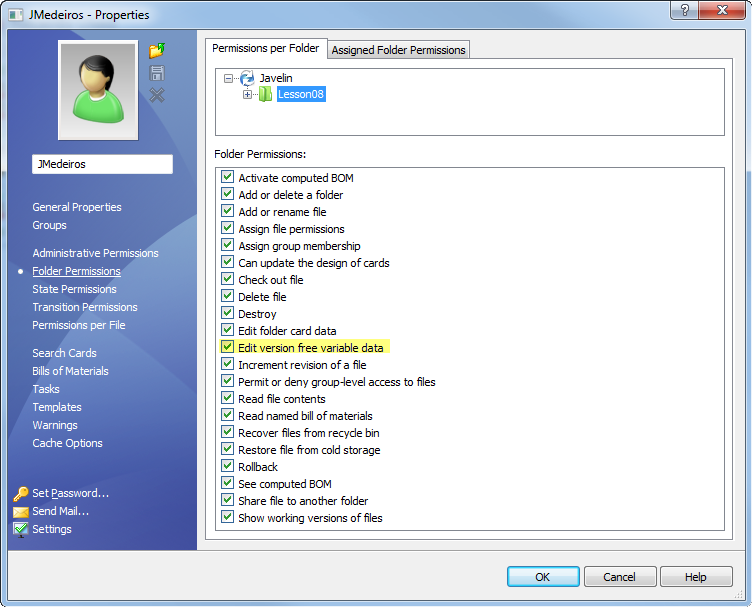 JMedeiros - Properties
JMedeiros
General Properties
Groups
Administrative Permissions
Folder Permissions
State Permissions
Transition Permissions
Permissions per File
Search Cards
Bills of Materials
Tasks
Templates
Warnings
Cache Options
Set Password...
Send Mail...
Settings
Permissions per Folder
Assigned Folder Permissions
Javelin
Lesson08
Folder Permissions:
Activate computed BOM
Add or delete a folder
Add or rename file
Assign file permissions
Assign group membership
Can update the design of cards
Check out file
Delete file
Destroy
Edit folder card data
Edit version free variable data
Increment revision of a file
Permit or deny group-level access to files
Read file contents
Read named bill of materials
Recover files from recycle bin
Restore file from cold storage
Rollback
See computed BOM
Share file to another folder
Show working versions of files
OK
Cancel
Help